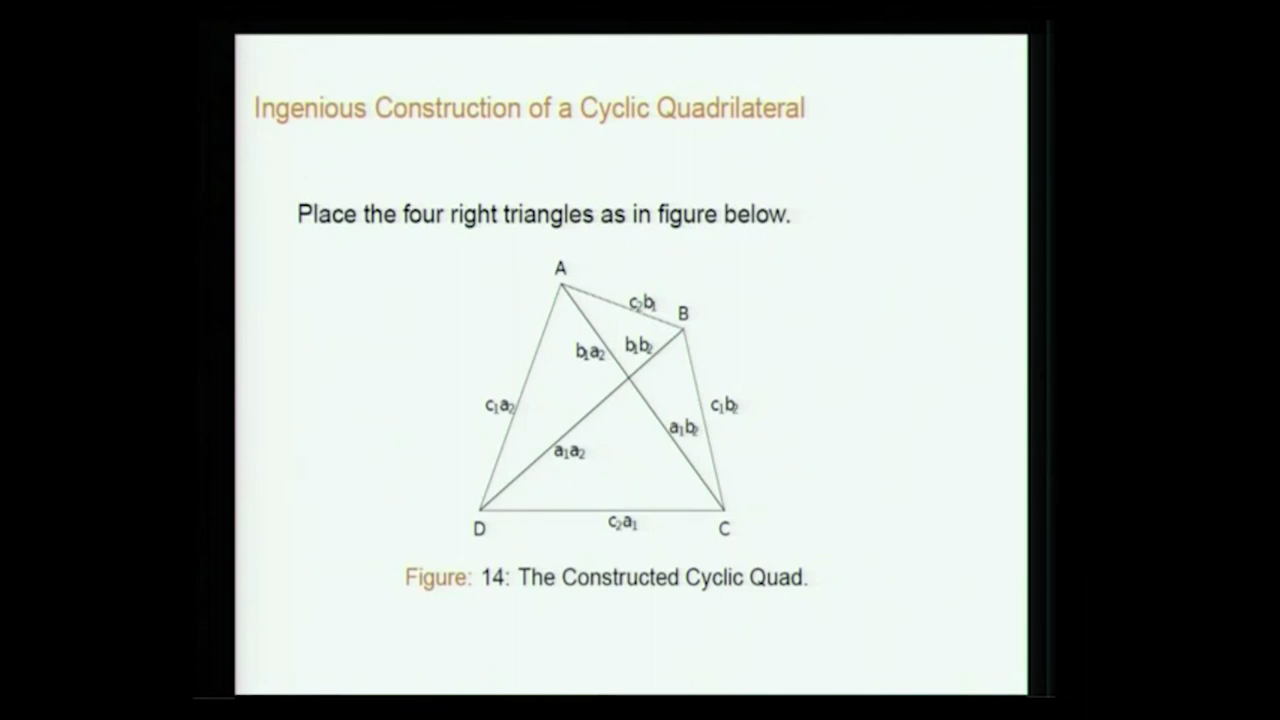 Ingenious Construction of a Cyclic Quadrilateral
Place the four right triangles as in figure below.
A
c₂b₁
B
b₁a₂
b₁b₂
c₁a₂
c₁b₂
a₁b₂
a₁a₂
D
c₂a₁
C
Figure: 14: The Constructed Cyclic Quad.